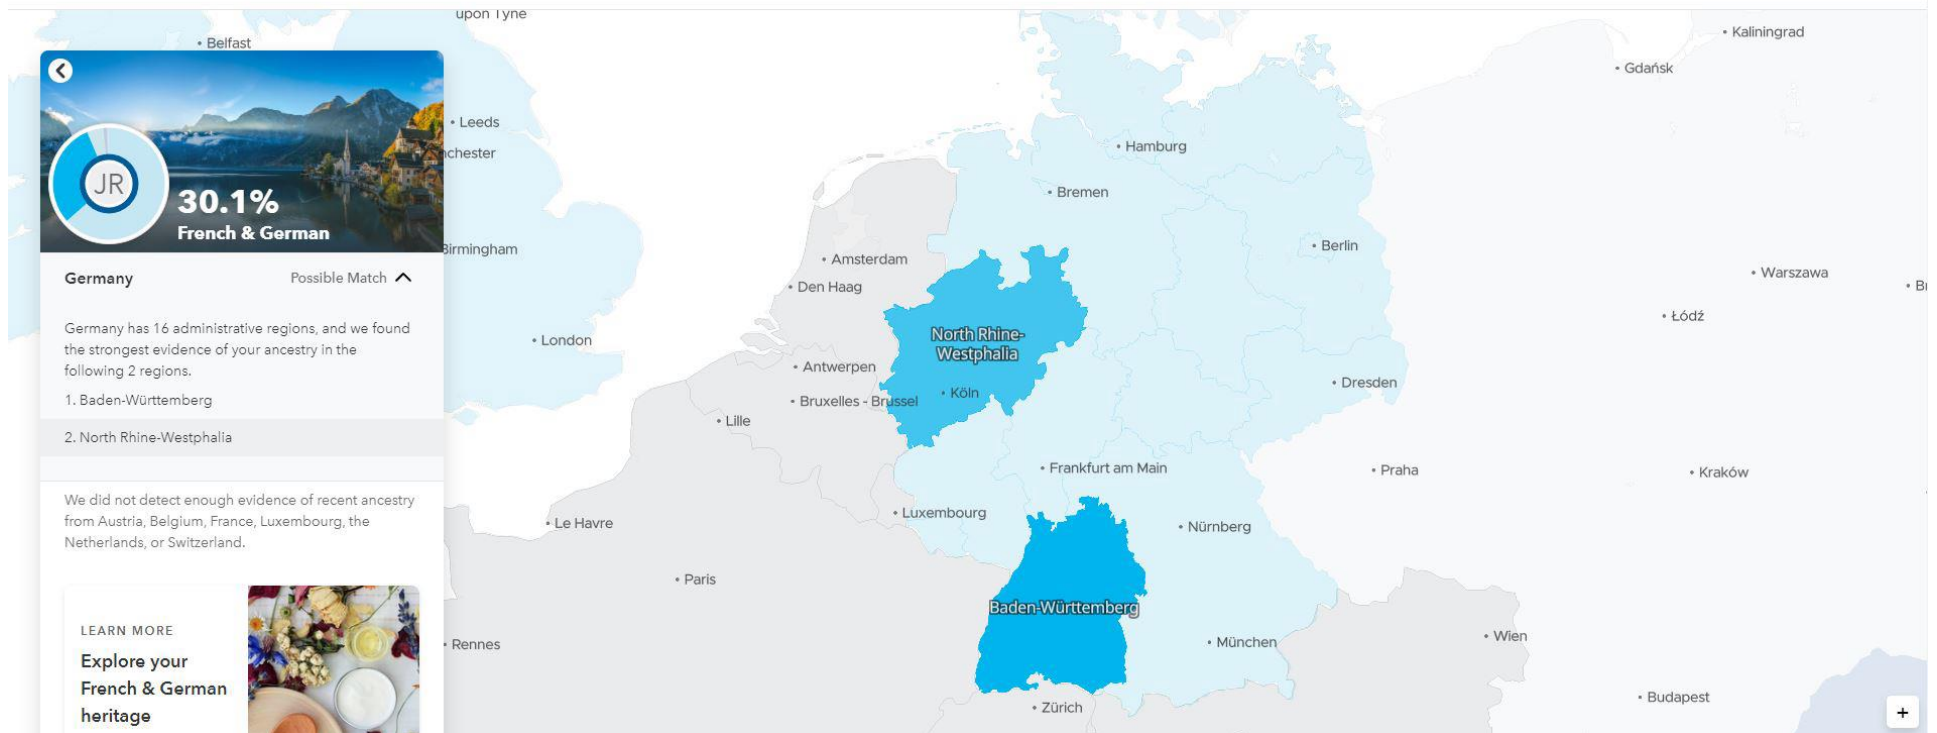 upon Tyne
Belfast
Kaliningrad
Gdańsk
Leeds
chester
Hamburg
Bremen
JR
30.1%
French & German
Birmingham
Berlin
Amsterdam
Warszawa
Germany
Possible Match
Den Haag
Łódź
Germany has 16 administrative regions, and we found
the strongest evidence of your ancestry in the
following 2 regions.
1. Baden-Württemberg
2. North Rhine-Westphalia
London
North Rhine-
Westphalia
Antwerpen
Köln
Bruxelles - Brussel
Dresden
Lille
Frankfurt am Main
Praha
Kraków
We did not detect enough evidence of recent ancestry
from Austria, Belgium, France, Luxembourg, the
Netherlands, or Switzerland.
Le Havre
Luxembourg
Nürnberg
Paris
Baden-Württemberg
LEARN MORE
Explore your
French & German
heritage
Rennes
München
Wien
Zürich
Budapest
+